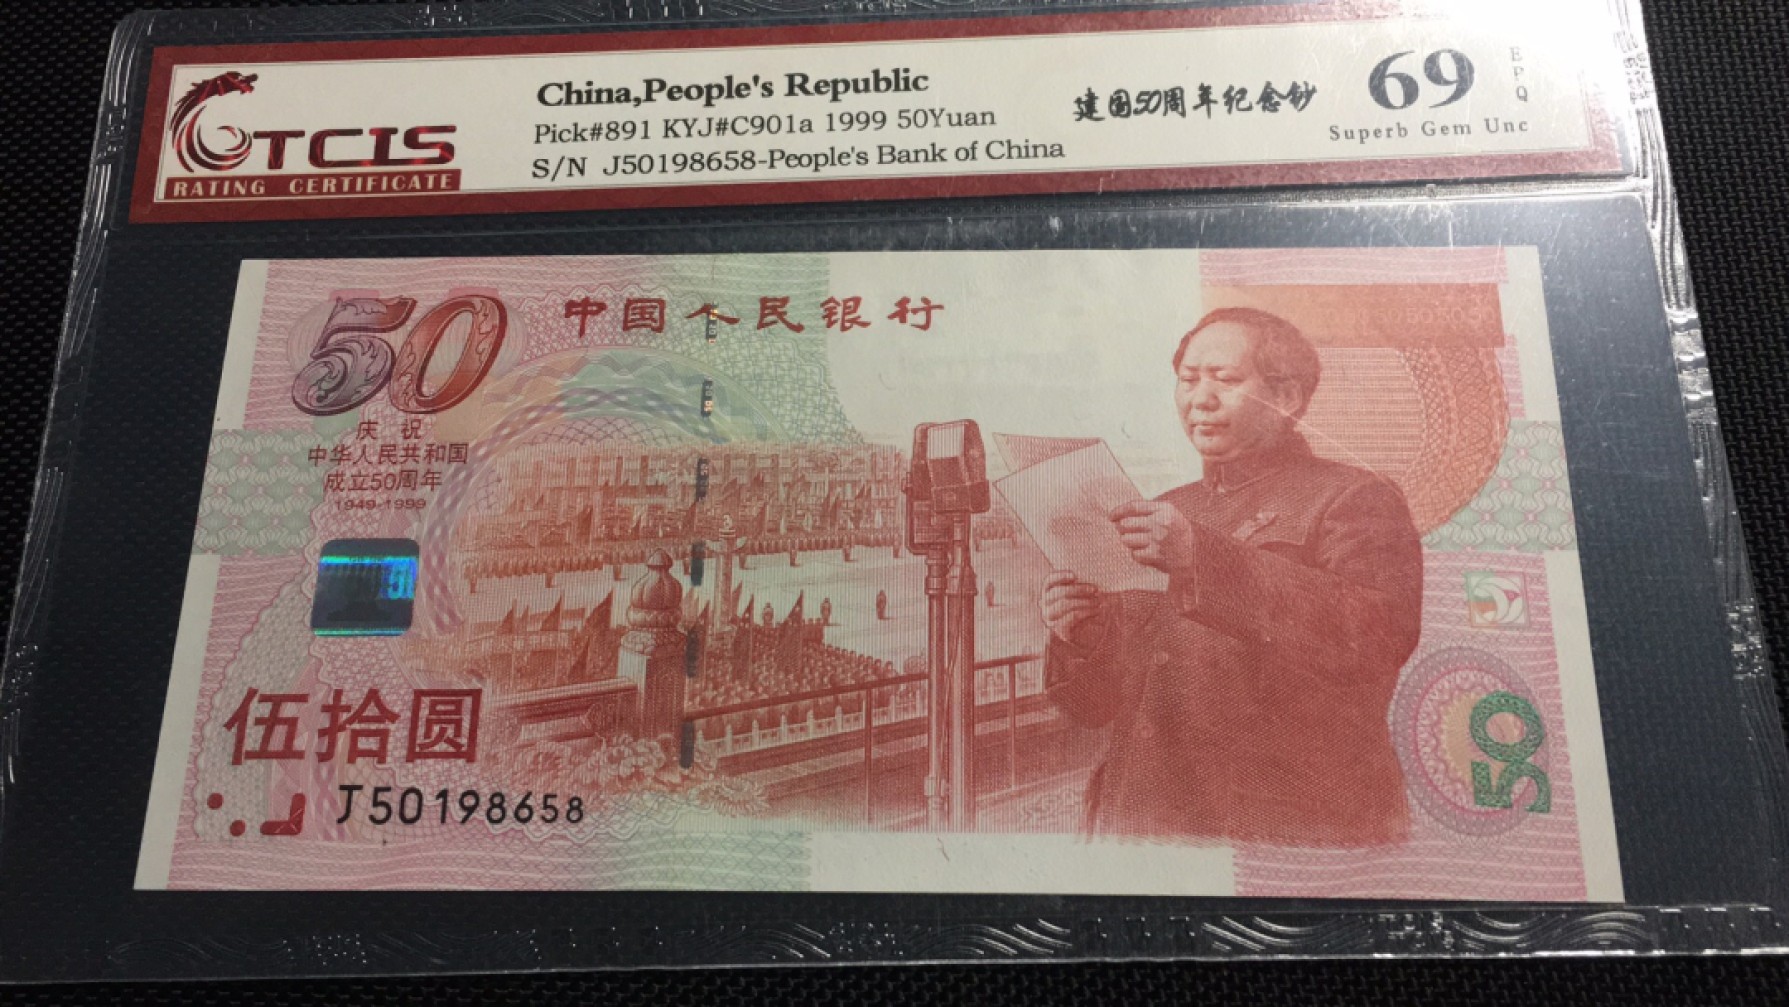 TCIS
RATING CERTIFICATE
China,People's Republic
Pick#891 KYJ#C901a 1999 50Yuan
S/N J50198658-People's Bank of China
建国50周年纪念钞
69
EPQ
Superb Gem Unc
50
中国人民银行
庆祝
中华人民共和国
成立50周年
1949-1999
50
伍拾圆
J50198658
50